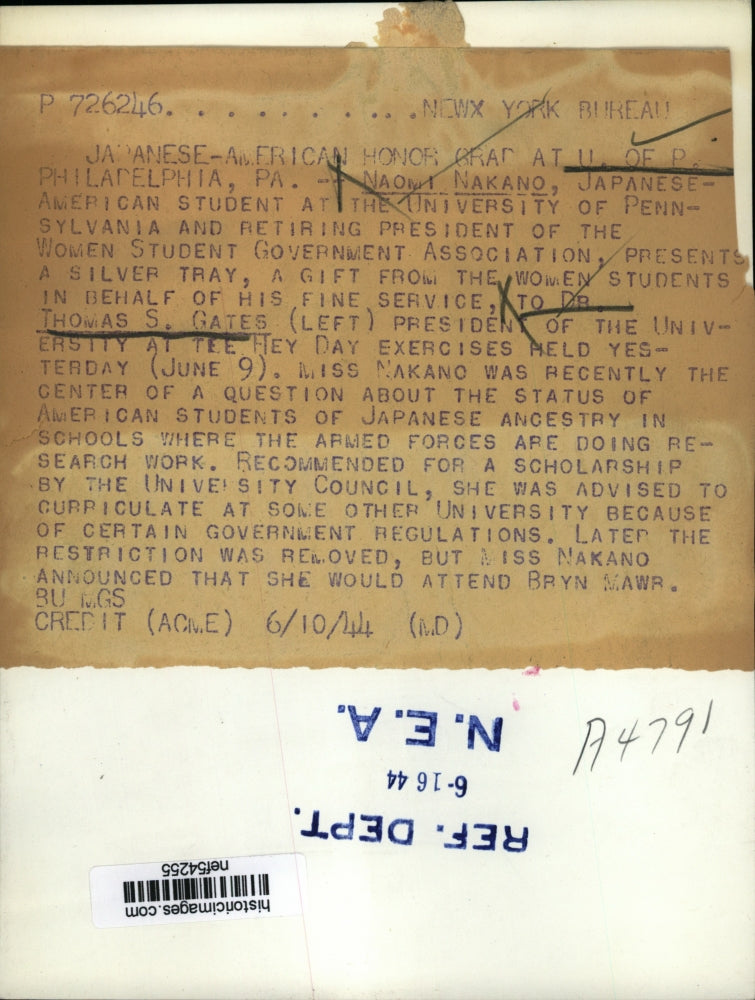 P 726246. . . . . . . . . . .NEWX YORK BUREAU
JAPANESE-AMERICAN HONOR GRAD AT U. OF P.
PHILADELPHIA, PA. -- NAOMI NAKANO, JAPANESE-
AMERICAN STUDENT AT THE UNIVERSITY OF PENN-
SYLVANIA AND RETIRING PRESIDENT OF THE
WOMEN STUDENT GOVERNMENT ASSOCIATION, PRESENTS
A SILVER TRAY, A GIFT FROM THE WOMEN STUDENTS
IN BEHALF OF HIS FINE SERVICE, TO DR.
THOMAS S. GATES (LEFT) PRESIDENT OF THE UNIV-
ERSITY AT THE HEY DAY EXERCISES HELD YES-
TERDAY (JUNE 9). MISS NAKANO WAS RECENTLY THE
CENTER OF A QUESTION ABOUT THE STATUS OF
AMERICAN STUDENTS OF JAPANESE ANCESTRY IN
SCHOOLS WHERE THE ARMED FORCES ARE DOING RE-
SEARCH WORK. RECOMMENDED FOR A SCHOLARSHIP
BY THE UNIVERSITY COUNCIL, SHE WAS ADVISED TO
CURRICULATE AT SOME OTHER UNIVERSITY BECAUSE
OF CERTAIN GOVERNMENT REGULATIONS. LATER THE
RESTRICTION WAS REMOVED, BUT MISS NAKANO
ANNOUNCED THAT SHE WOULD ATTEND BRYN MAWR.
BU MGS
CREDIT (ACME) 6/10/44 (MD)
A4791
REF. DEPT.
6-16 44
N.E.A.
historicimages.com
nef54255